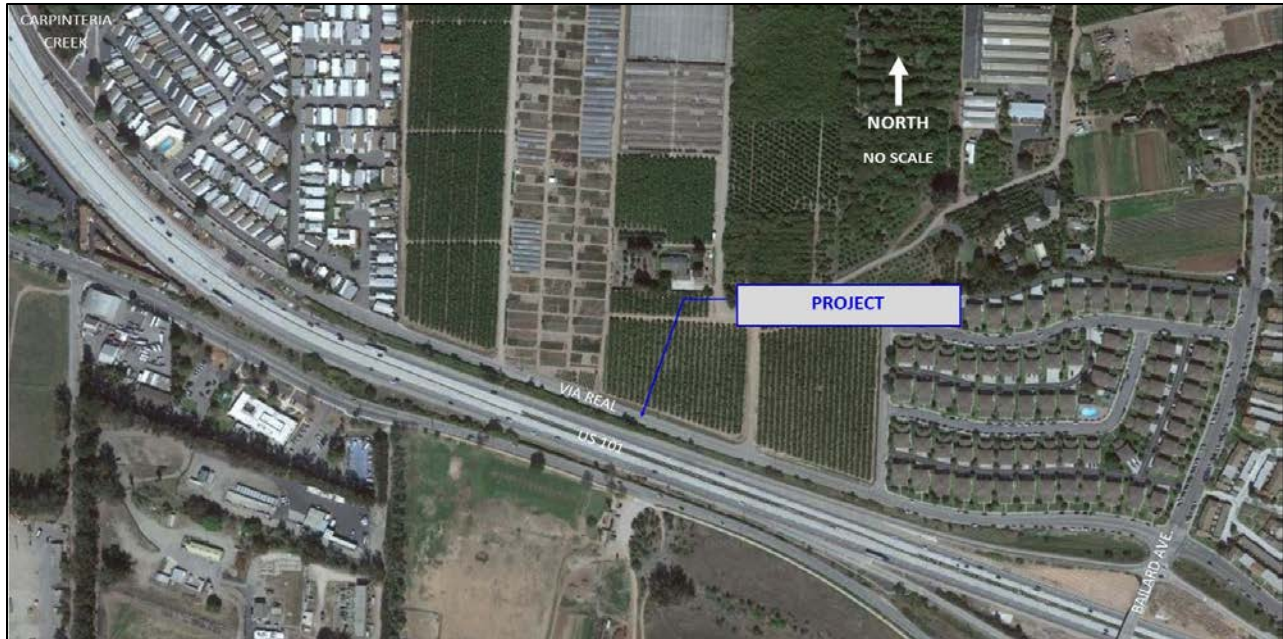 CARPINTERIA
CREEK
NORTH
NO SCALE
PROJECT
VIA REAL
US 101
BAILARD AVE.